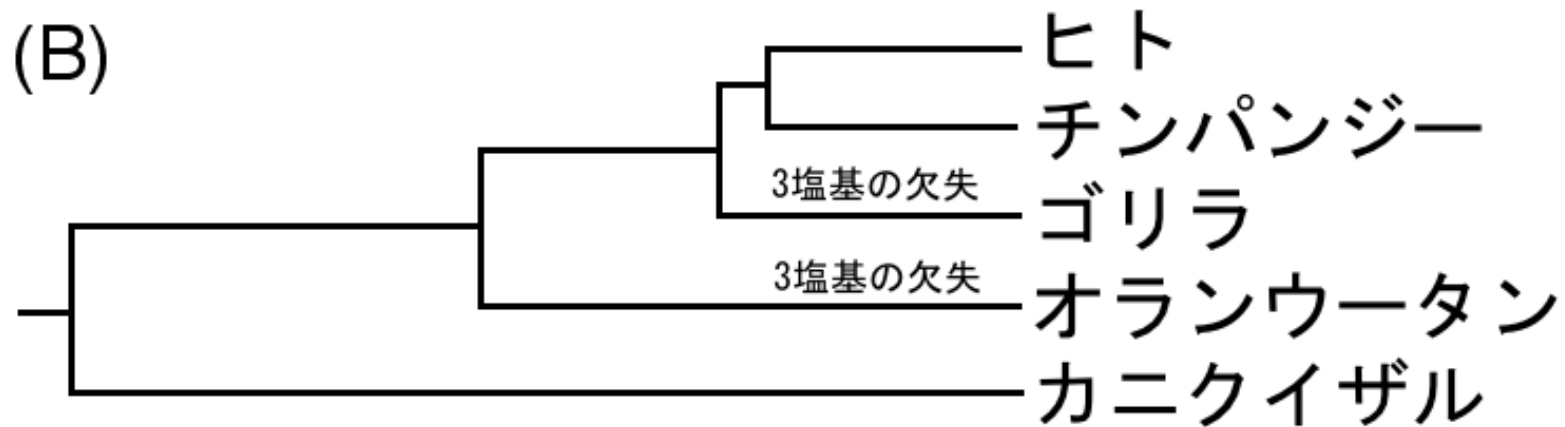 (B)
ヒト
チンパンジー
3塩基の欠失
ゴリラ
3塩基の欠失
オランウータン
カニクイザル